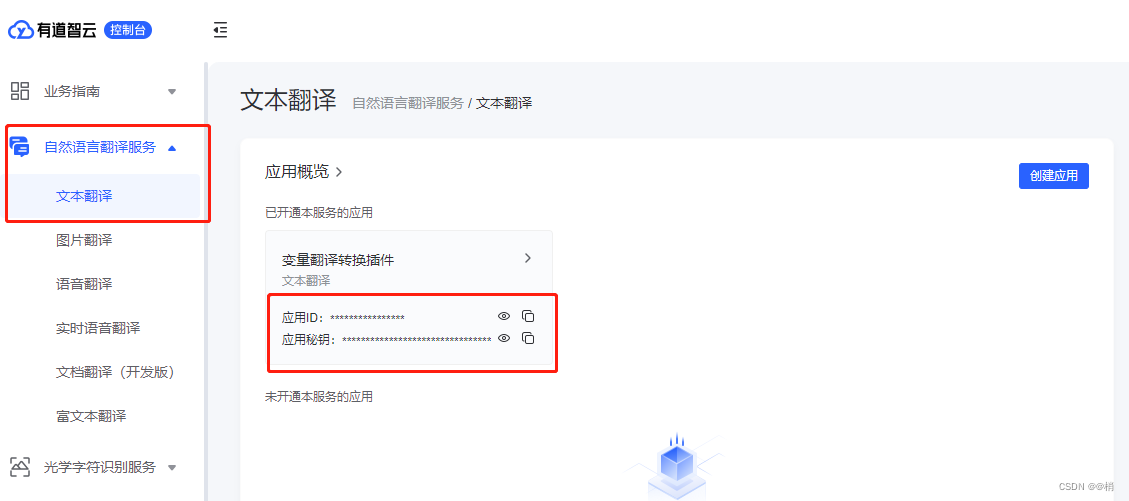 有道智云 控制台
业务指南
自然语言翻译服务
文本翻译
图片翻译
语音翻译
实时语音翻译
文档翻译（开发版）
富文本翻译
光学字符识别服务
文本翻译 自然语言翻译服务 / 文本翻译
应用概览
创建应用
已开通本服务的应用
变量翻译转换插件
文本翻译
应用ID： ****************
应用秘钥： ********************************
未开通本服务的应用
CSDN @@梢